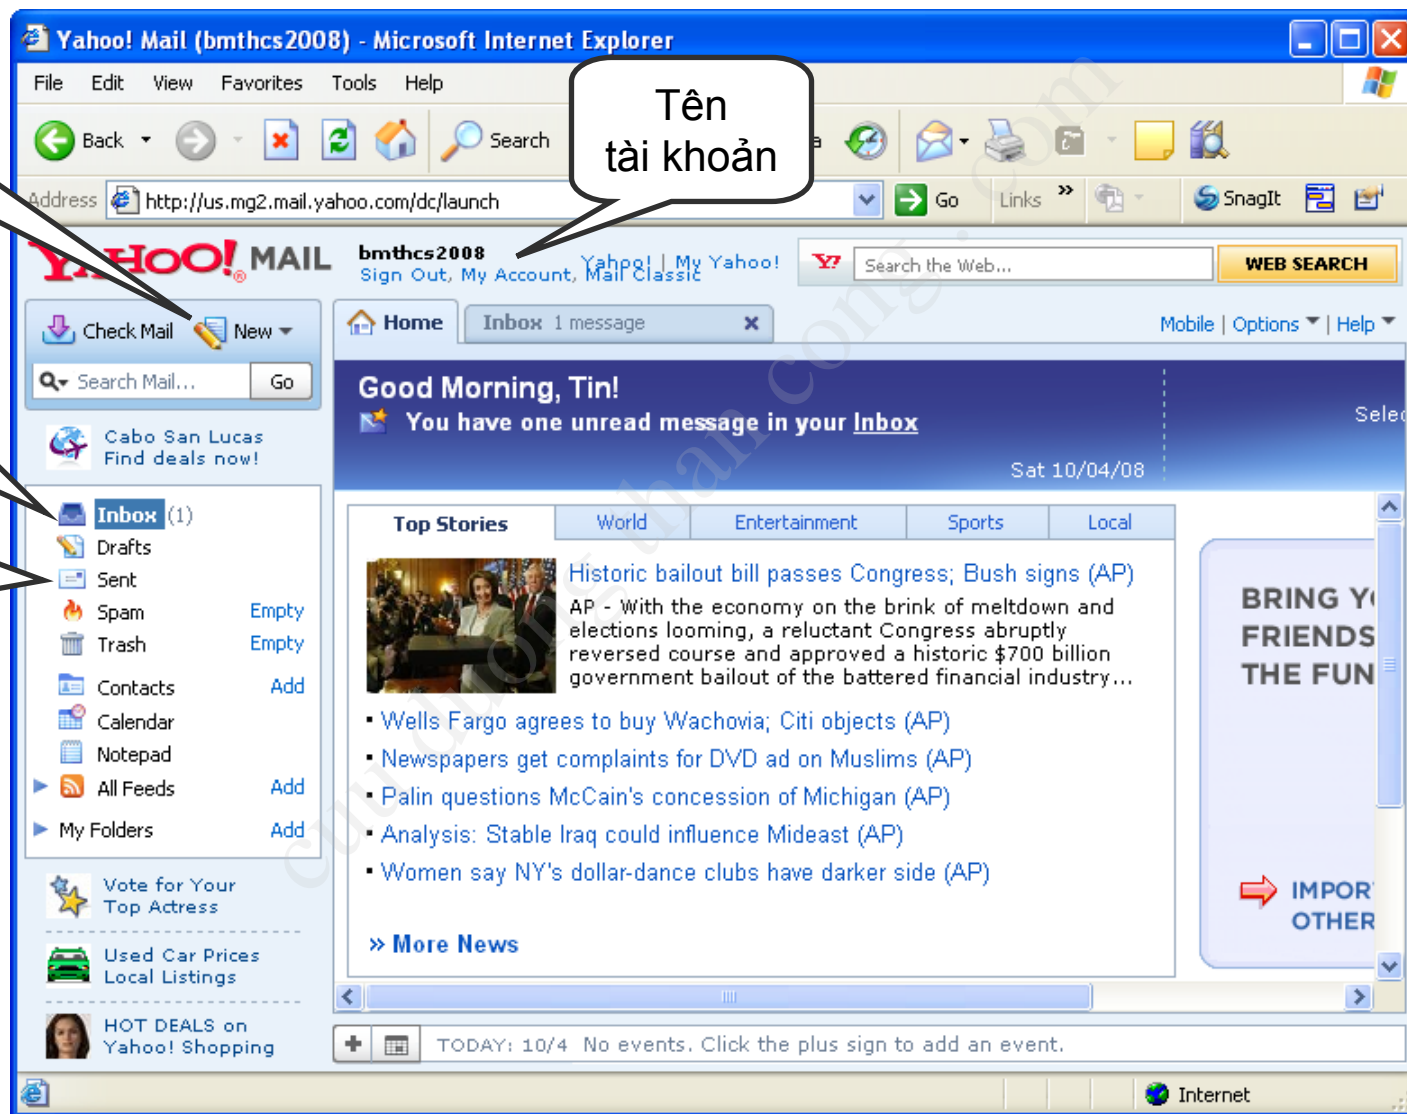 Yahoo! Mail (bmthcs2008) - Microsoft Internet Explorer
File Edit View Favorites Tools Help
Tên
tài khoản
Back Search
Address http://us.mg2.mail.yahoo.com/dc/launch Go Links » SnagIt
YAHOO! MAIL
bmthcs2008
Sign Out, My Account, Mail Classic
Yahoo! | My Yahoo!
Y? Search the Web... WEB SEARCH
Check Mail New
Home Inbox 1 message x
Mobile | Options | Help
Search Mail... Go
Good Morning, Tin!
You have one unread message in your Inbox
Sat 10/04/08
Cabo San Lucas
Find deals now!
Inbox (1)
Drafts
Sent
Spam Empty
Trash Empty
Contacts Add
Calendar
Notepad
All Feeds Add
My Folders Add
Vote for Your
Top Actress
Used Car Prices
Local Listings
HOT DEALS on
Yahoo! Shopping
Top Stories World Entertainment Sports Local
Historic bailout bill passes Congress; Bush signs (AP)
AP - With the economy on the brink of meltdown and
elections looming, a reluctant Congress abruptly
reversed course and approved a historic $700 billion
government bailout of the battered financial industry...
▪ Wells Fargo agrees to buy Wachovia; Citi objects (AP)
▪ Newspapers get complaints for DVD ad on Muslims (AP)
▪ Palin questions McCain's concession of Michigan (AP)
▪ Analysis: Stable Iraq could influence Mideast (AP)
▪ Women say NY's dollar-dance clubs have darker side (AP)
» More News
BRING
FRIENDS
THE FUN
OTHER
TODAY: 10/4 No events. Click the plus sign to add an event.
Internet
cuu duong than cong . com